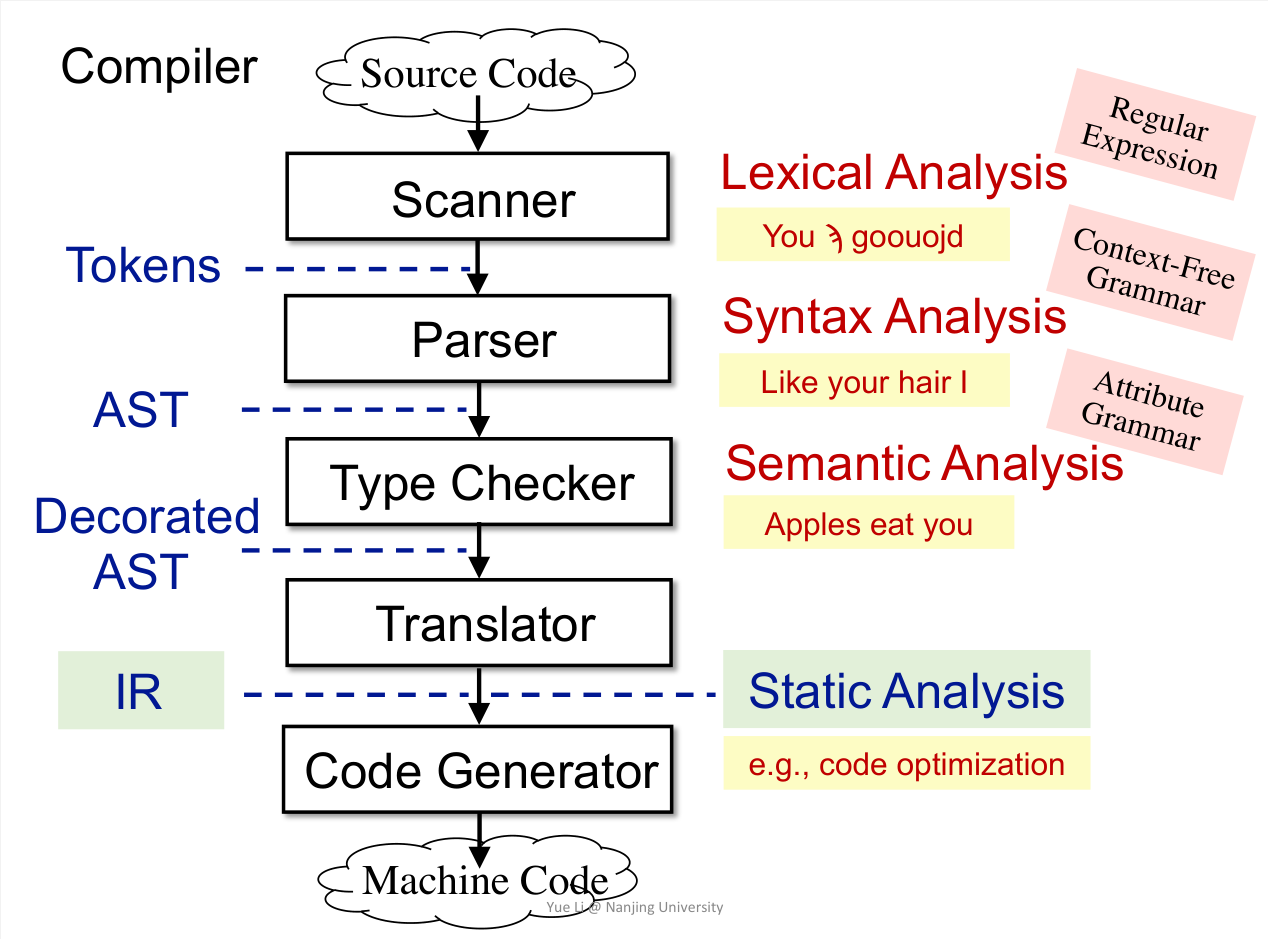 Compiler
Source Code
Scanner
Lexical Analysis
Regular
Expression
You ϡ goouojd
Tokens
Context-Free
Grammar
Parser
Syntax Analysis
Like your hair I
AST
Attribute
Grammar
Type Checker
Semantic Analysis
Apples eat you
Decorated
AST
Translator
IR
Static Analysis
Code Generator
e.g., code optimization
Machine Code
Yue Li @ Nanjing University